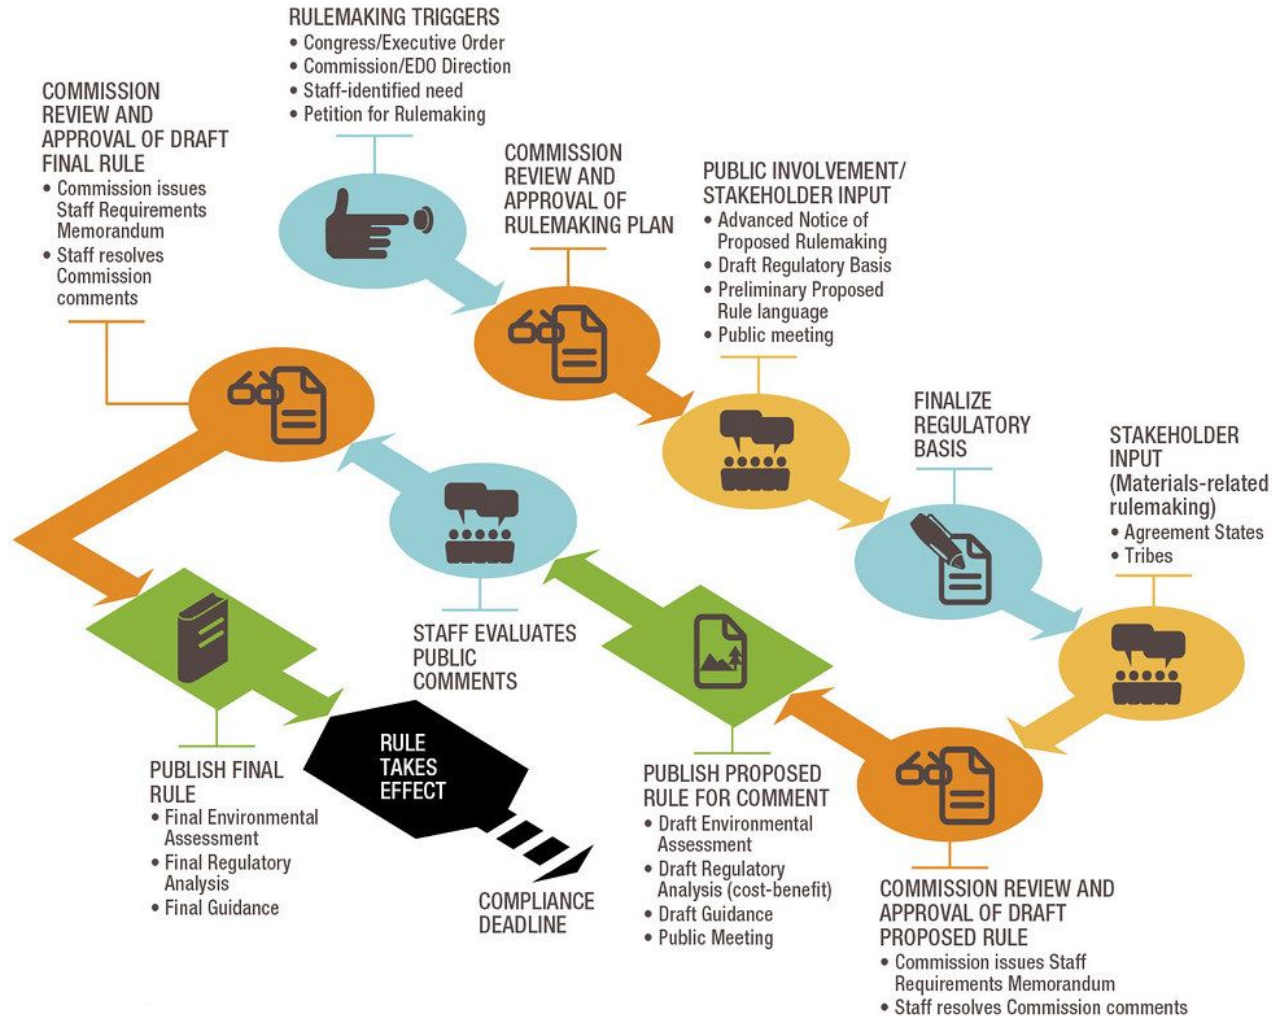 RULEMAKING TRIGGERS
• Congress/Executive Order
• Commission/EDO Direction
• Staff-identified need
• Petition for Rulemaking
COMMISSION
REVIEW AND
APPROVAL OF
RULEMAKING PLAN
PUBLIC INVOLVEMENT/
STAKEHOLDER INPUT
• Advanced Notice of
Proposed Rulemaking
• Draft Regulatory Basis
• Preliminary Proposed
Rule language
• Public meeting
FINALIZE
REGULATORY
BASIS
STAKEHOLDER
INPUT
(Materials-related
rulemaking)
• Agreement States
• Tribes
COMMISSION REVIEW AND
APPROVAL OF DRAFT
PROPOSED RULE
• Commission issues Staff
Requirements Memorandum
• Staff resolves Commission comments
PUBLISH PROPOSED
RULE FOR COMMENT
• Draft Environmental
Assessment
• Draft Regulatory
Analysis (cost-benefit)
• Draft Guidance
• Public Meeting
STAFF EVALUATES
PUBLIC
COMMENTS
COMMISSION
REVIEW AND
APPROVAL OF DRAFT
FINAL RULE
• Commission issues
Staff Requirements
Memorandum
• Staff resolves
Commission
comments
PUBLISH FINAL
RULE
• Final Environmental
Assessment
• Final Regulatory
Analysis
• Final Guidance
RULE
TAKES
EFFECT
COMPLIANCE
DEADLINE